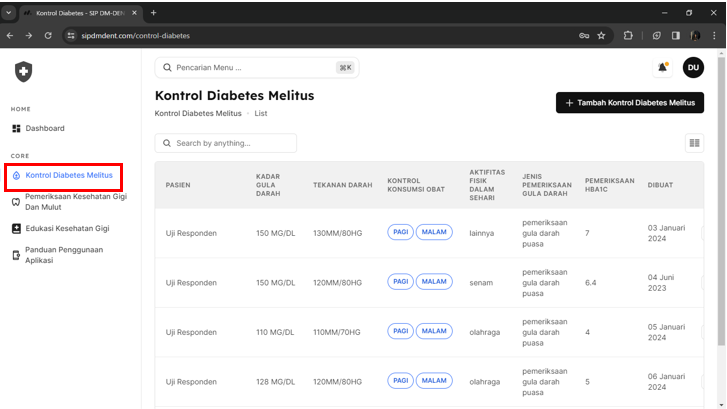 Kontrol Diabetes Melitus - SIP DM-DEN
sipdmdent.com/control-diabetes
Pencarian Menu ...
⌘K
DU
HOME
Dashboard
CORE
Kontrol Diabetes Melitus
Pemeriksaan Kesehatan Gigi
Dan Mulut
Edukasi Kesehatan Gigi
Panduan Penggunaan
Aplikasi
Kontrol Diabetes Melitus
Kontrol Diabetes Melitus • List
+ Tambah Kontrol Diabetes Melitus
Search by anything...
PASIEN
KADAR
GULA
DARAH
TEKANAN DARAH
KONTROL
KONSUMSI OBAT
AKTIFITAS
FISIK
DALAM
SEHARI
JENIS
PEMERIKSAAN
GULA DARAH
PEMERIKSAAN
HBA1C
DIBUAT
Uji Responden
150 MG/DL
130MM/80HG
PAGI MALAM
lainnya
pemeriksaan
gula darah
puasa
7
03 Januari
2024
Uji Responden
150 MG/DL
120MM/80HG
PAGI MALAM
senam
pemeriksaan
gula darah
puasa
6.4
04 Juni
2023
Uji Responden
110 MG/DL
110MM/70HG
PAGI MALAM
olahraga
pemeriksaan
gula darah
puasa
4
05 Januari
2024
Uji Responden
128 MG/DL
120MM/80HG
PAGI MALAM
olahraga
pemeriksaan
gula darah
puasa
5
06 Januari
2024